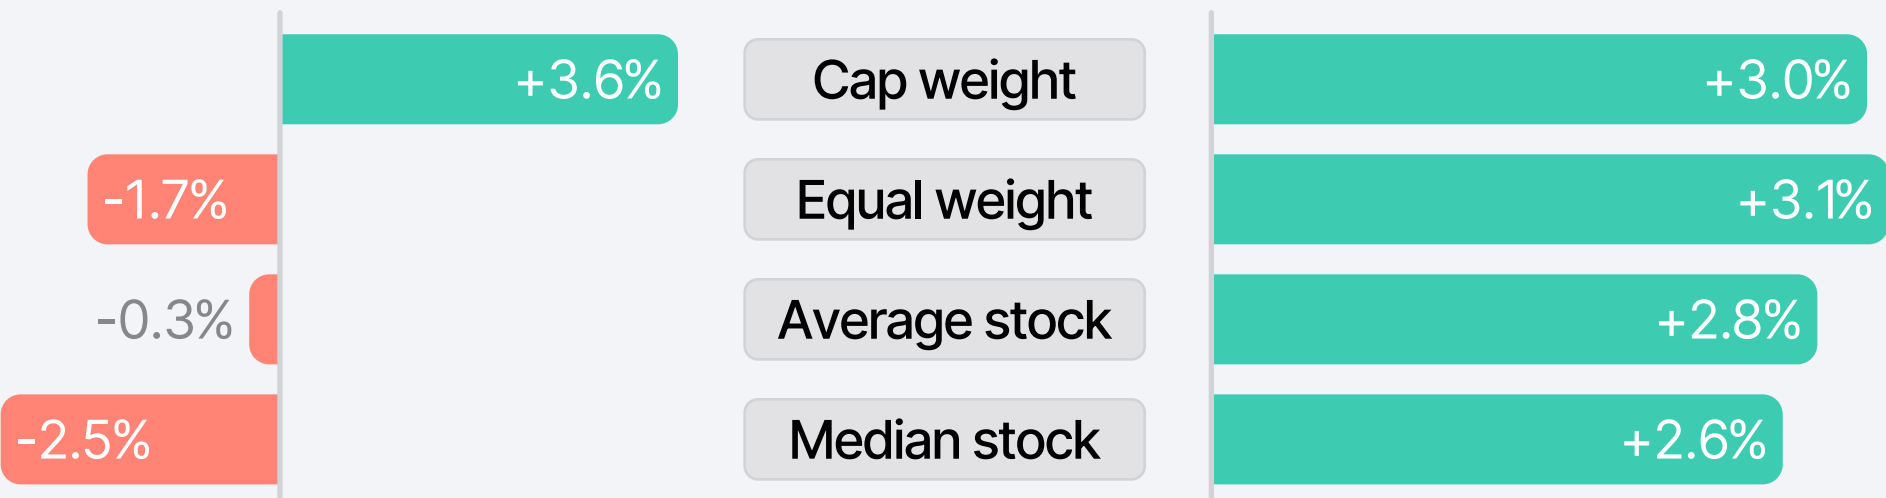 +3.6% Cap weight +3.0%
-1.7% Equal weight +3.1%
-0.3% Average stock +2.8%
-2.5% Median stock +2.6%